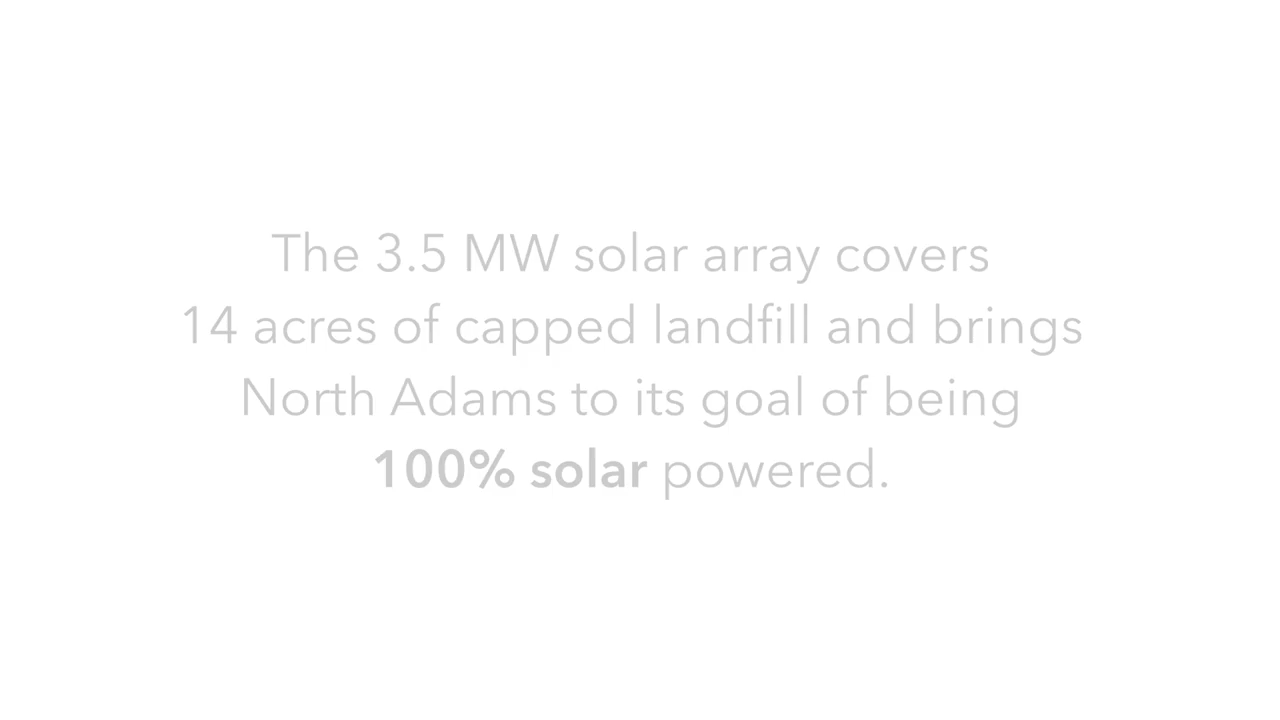 The 3.5 MW solar array covers
14 acres of capped landfill and brings
North Adams to its goal of being
100% solar powered.